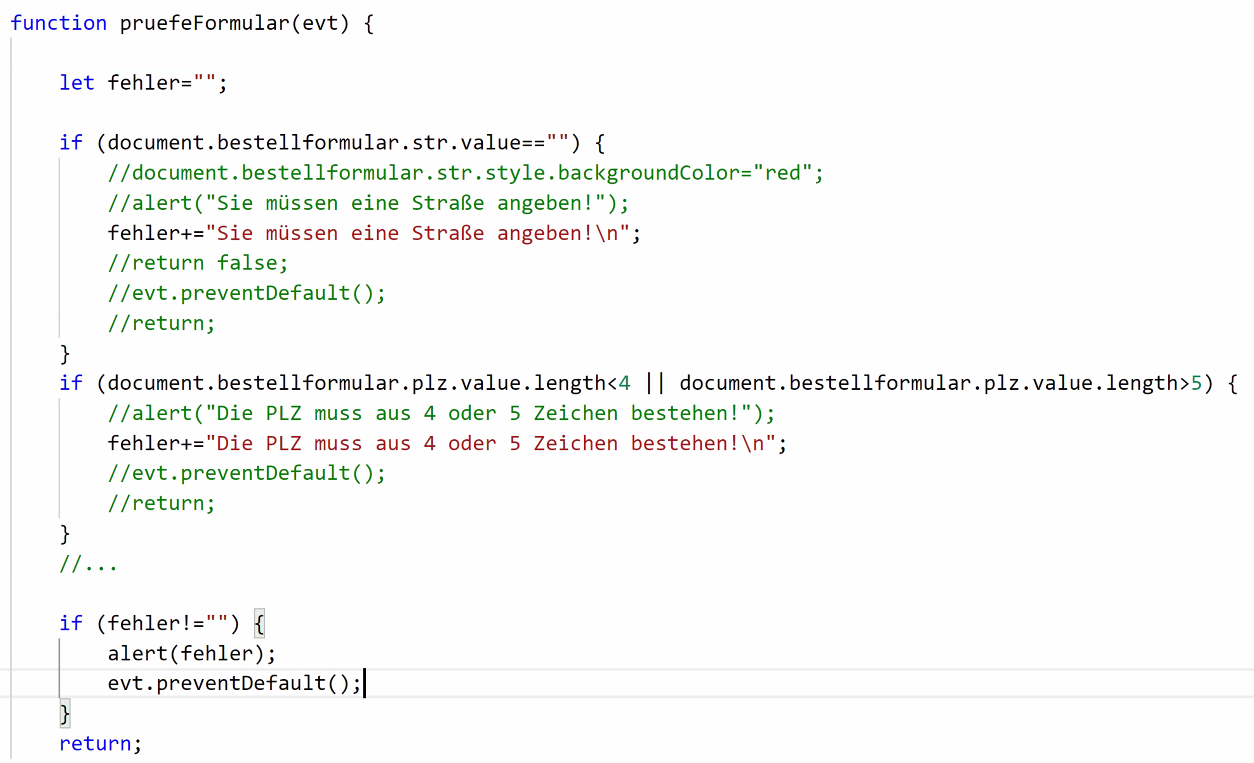 function pruefeFormular(evt) {
let fehler="";
if (document.bestellformular.str.value=="") {
//document.bestellformular.str.style.backgroundColor="red";
//alert("Sie müssen eine Straße angeben!");
fehler+="Sie müssen eine Straße angeben!\n";
//return false;
//evt.preventDefault();
//return;
}
if (document.bestellformular.plz.value.length<4 || document.bestellformular.plz.value.length>5) {
//alert("Die PLZ muss aus 4 oder 5 Zeichen bestehen!");
fehler+="Die PLZ muss aus 4 oder 5 Zeichen bestehen!\n";
//evt.preventDefault();
//return;
}
//...
if (fehler!="") {
alert(fehler);
evt.preventDefault();
}
return;